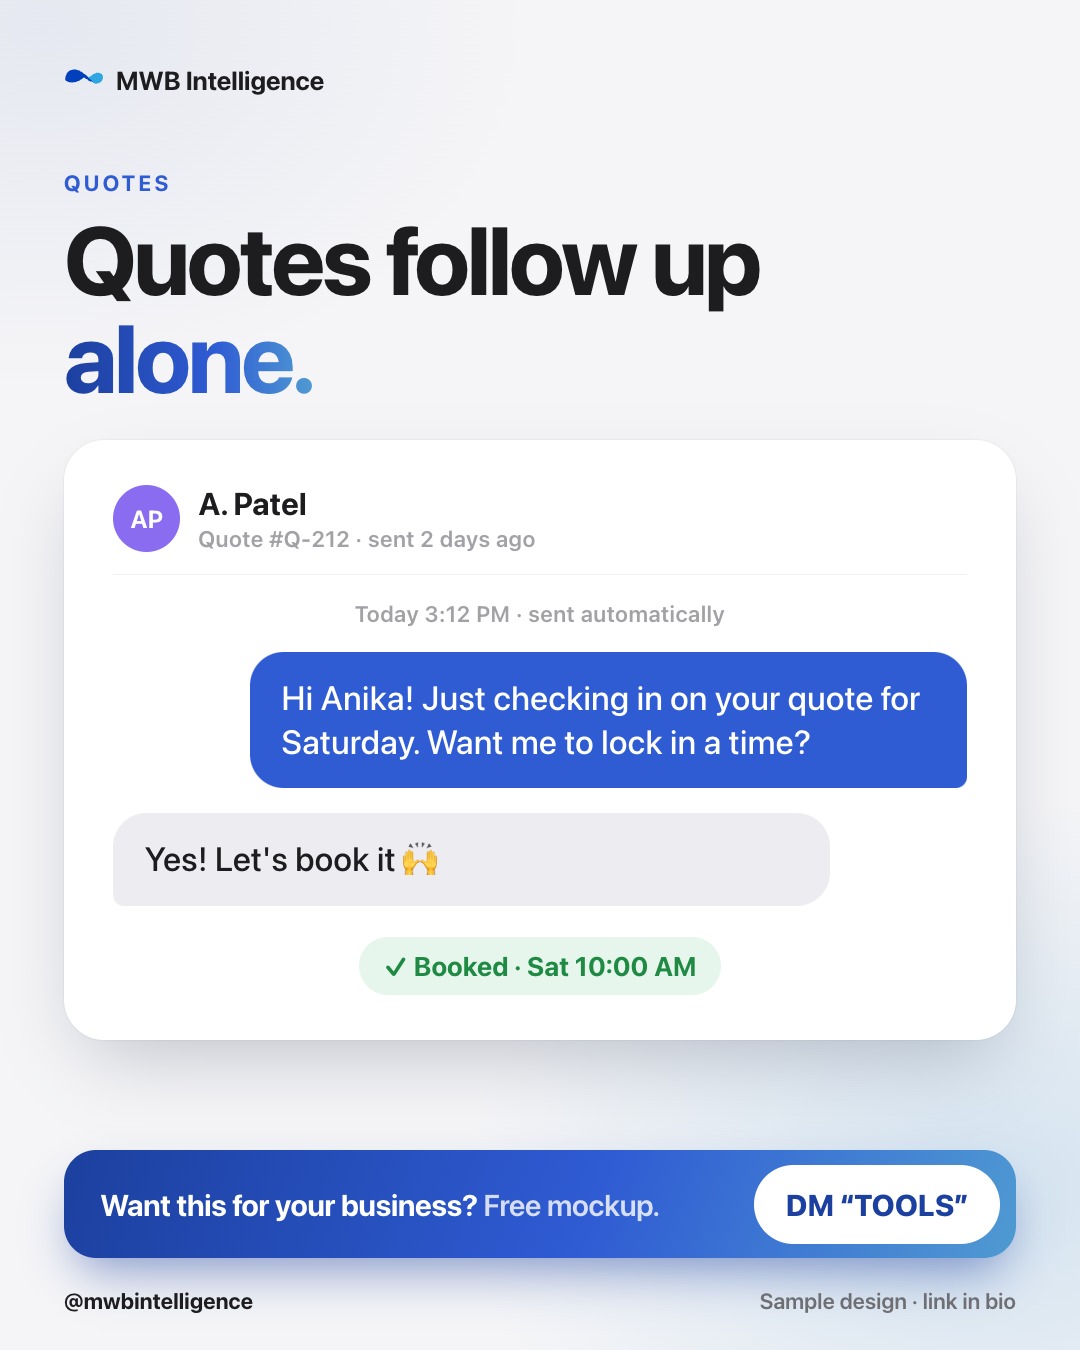 MWB Intelligence
QUOTES
Quotes follow up
alone.
AP
A. Patel
Quote #Q-212 · sent 2 days ago
Today 3:12 PM · sent automatically
Hi Anika! Just checking in on your quote for
Saturday. Want me to lock in a time?
Yes! Let's book it 🙌
✓ Booked · Sat 10:00 AM
Want this for your business? Free mockup.
DM “TOOLS”
@mwbintelligence
Sample design · link in bio